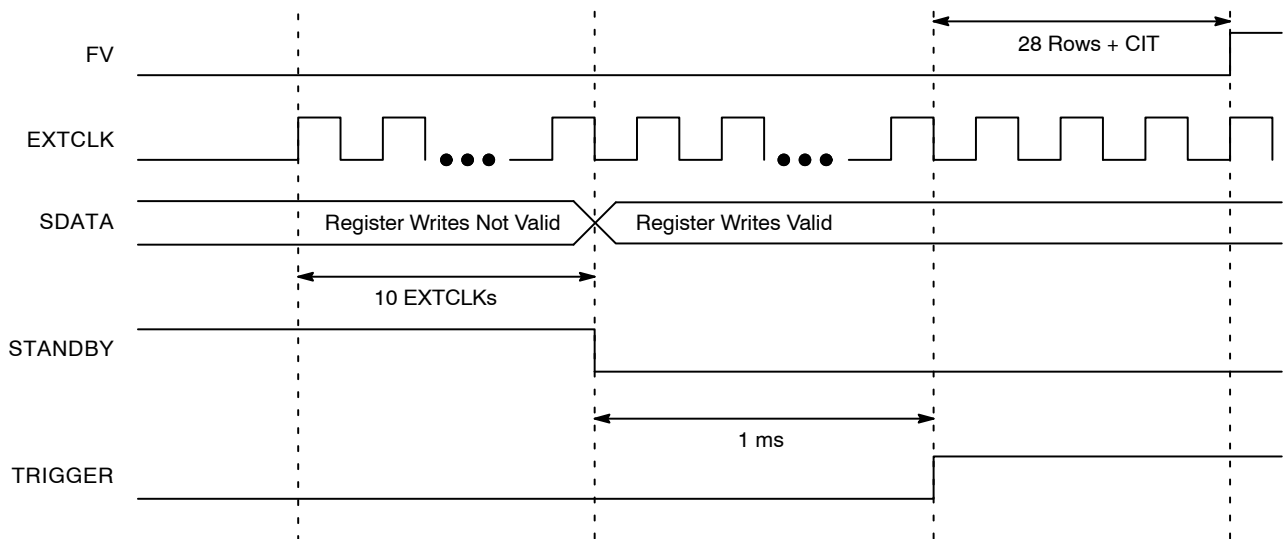 28 Rows + CIT
FV
EXTCLK
SDATA
Register Writes Not Valid
Register Writes Valid
10 EXTCLKs
STANDBY
1 ms
TRIGGER